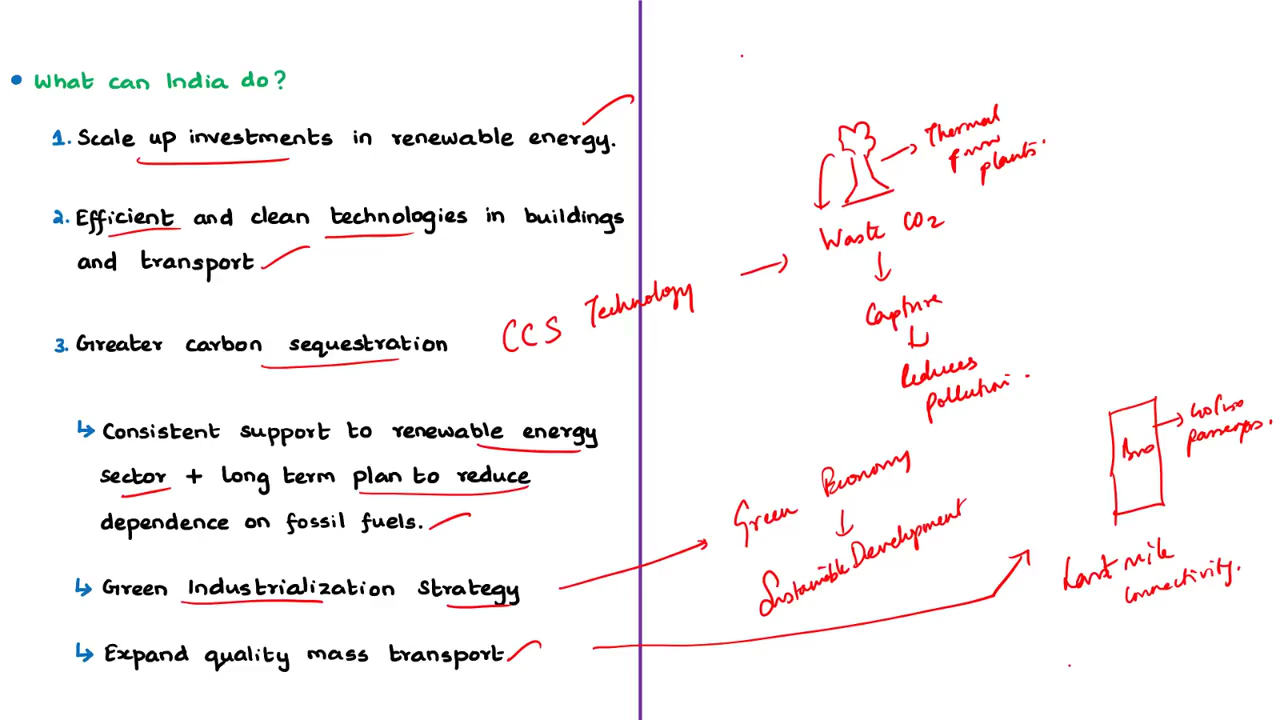 • What can India do?
1. Scale up investments in renewable energy.
2. Efficient and clean technologies in buildings
and transport
3. Greater carbon sequestration
↳ Consistent support to renewable energy
sector + long term plan to reduce
dependence on fossil fuels.
↳ Green Industrialization Strategy
↳ Expand quality mass transport
CCS Technology
Thermal
plants.
Waste CO2
Capture
reduces
pollution.
Green Economy
Sustainable Development
passengers.
Last mile
connectivity.